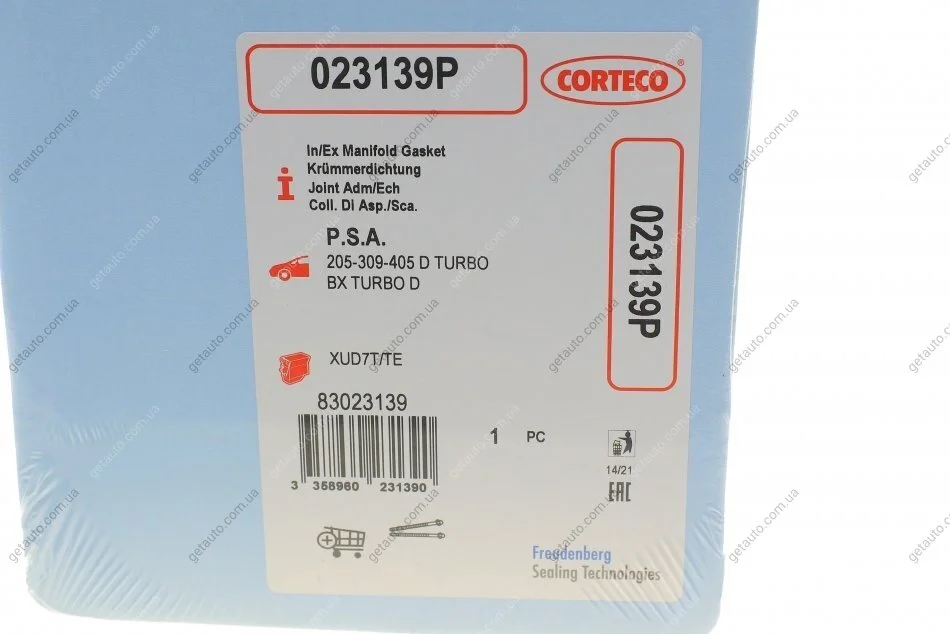 023139P
CORTECO®
In/Ex Manifold Gasket
Krümmerdichtung
Joint Adm/Ech
Coll. Di Asp./Sca.
P.S.A.
205-309-405 D TURBO
BX TURBO D
023139P
XUD7T/TE
83023139
1 PC
3 358960 231390
14/21
EAC
Freudenberg
Sealing Technologies
getauto.com.ua